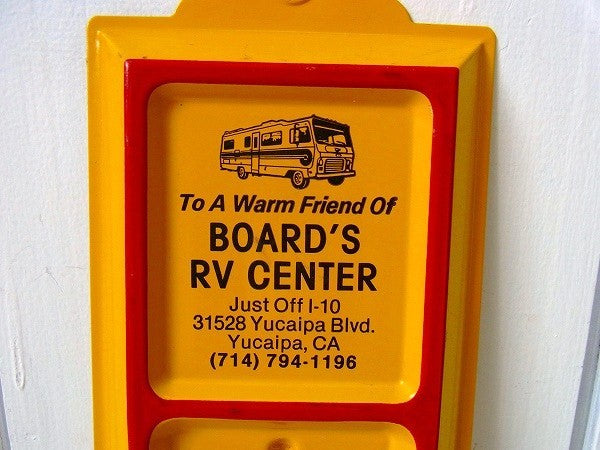 To A Warm Friend Of
BOARD'S
RV CENTER
Just Off I-10
31528 Yucaipa Blvd.
Yucaipa, CA
(714) 794-1196